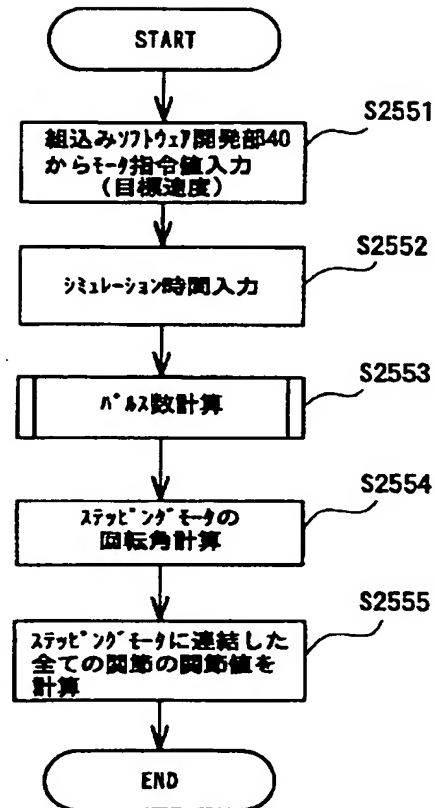 START
S2551
組込みソフトウェア開発部40
からモータ指令値入力
(目標速度)
S2552
シミュレーション時間入力
S2553
パルス数計算
S2554
ステッピングモータの
回転角計算
S2555
ステッピングモータに連結した
全ての関節の関節値を
計算
END